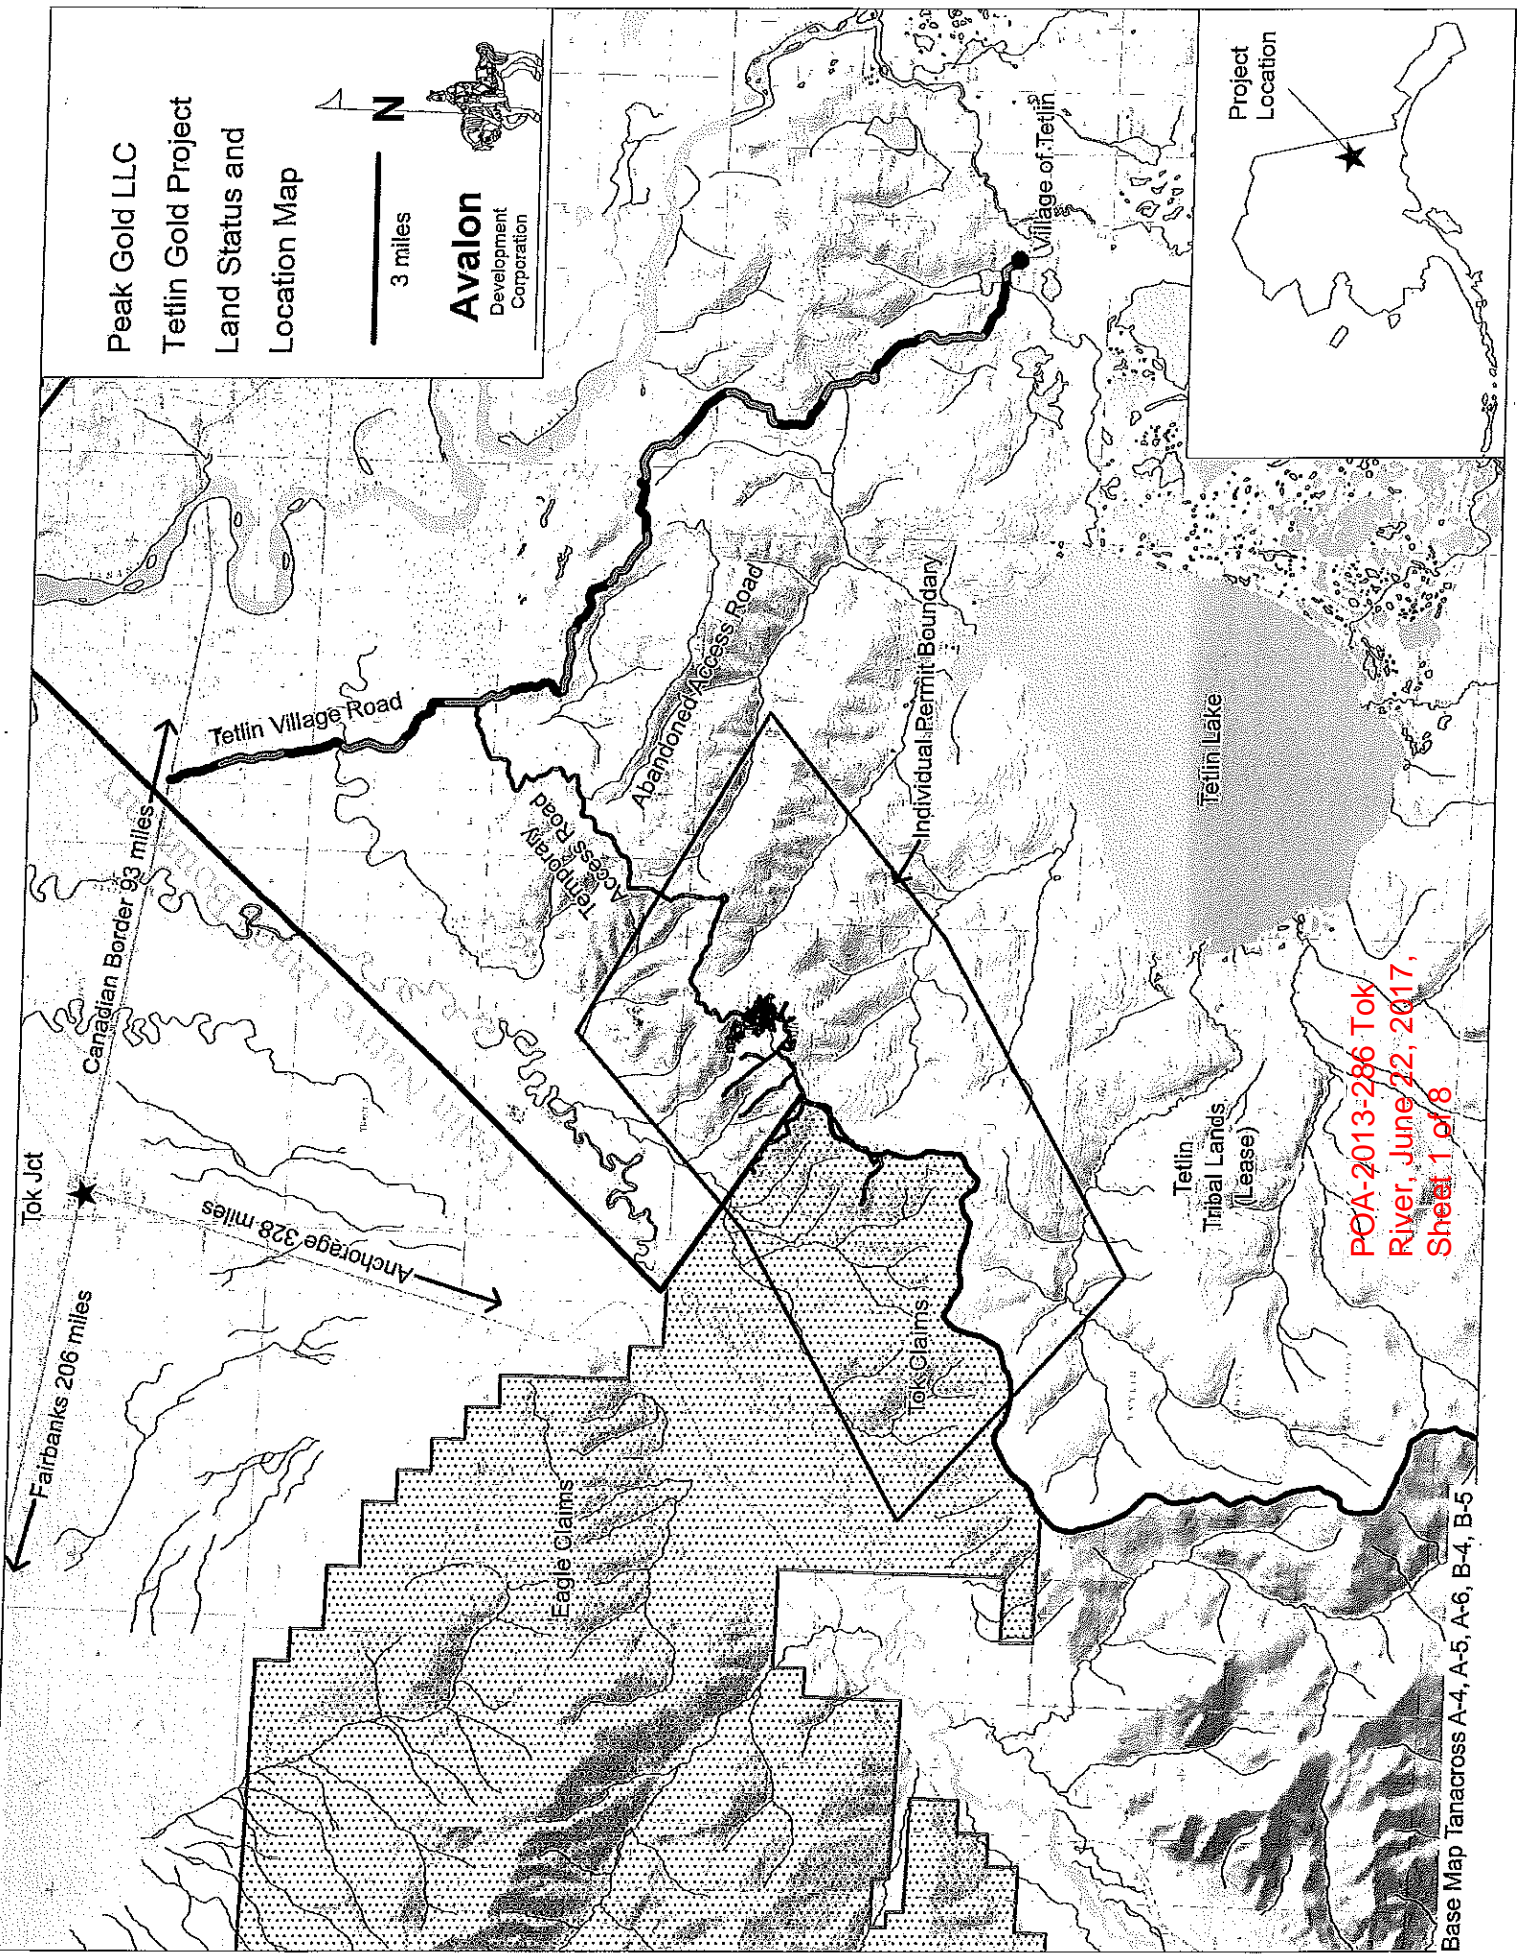 Peak Gold LLC
Tetlin Gold Project
Land Status and
Location Map
N
3 miles
Avalon
Development
Corporation
Project
Location
Tok Jct
Fairbanks 206 miles
Canadian Border 93 miles
Anchorage 328 miles
Tetlin Village Road
Temporary
Access Road
Abandoned Access Road
Individual Permit Boundary
Village of Tetlin
Tetlin Lake
Eagle Claims
Tok Claims
Tetlin
Tribal Lands
(Lease)
POA-2013-286 Tok
River, June 22, 2017,
Sheet 1 of 8
Base Map Tanacross A-4, A-5, A-6, B-4, B-5